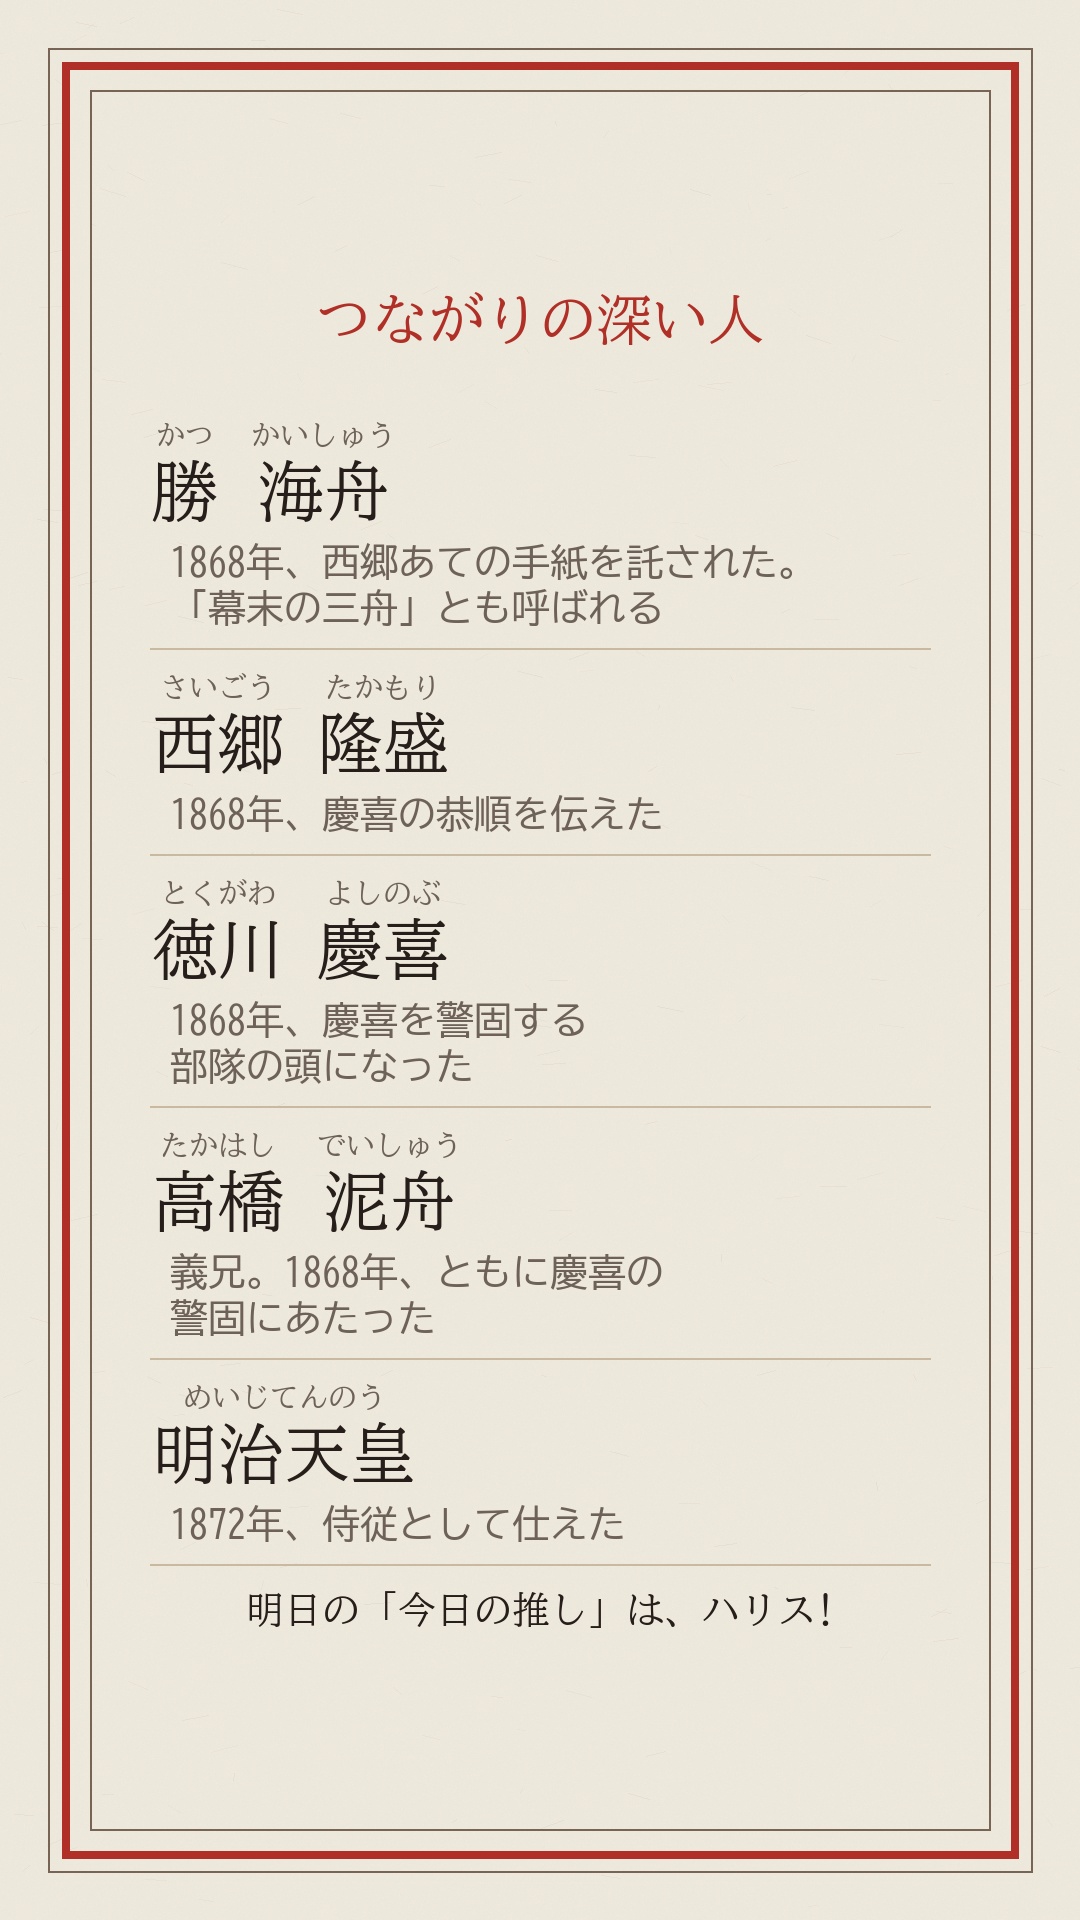 つながりの深い人
かつ かいしゅう
勝 海舟
1868年、西郷あての手紙を託された。
「幕末の三舟」とも呼ばれる
さいごう たかもり
西郷 隆盛
1868年、慶喜の恭順を伝えた
とくがわ よしのぶ
徳川 慶喜
1868年、慶喜を警固する
部隊の頭になった
たかはし でいしゅう
高橋 泥舟
義兄。1868年、ともに慶喜の
警固にあたった
めいじてんのう
明治天皇
1872年、侍従として仕えた
明日の「今日の推し」は、ハリス！